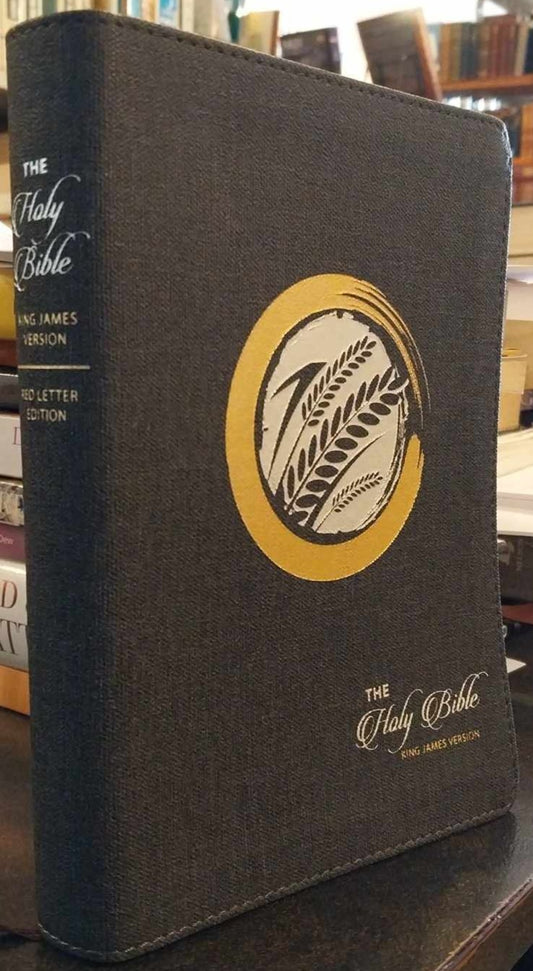 THE
Holy
Bible
KING JAMES
VERSION
RED LETTER
EDITION
THE
Holy Bible
KING JAMES VERSION